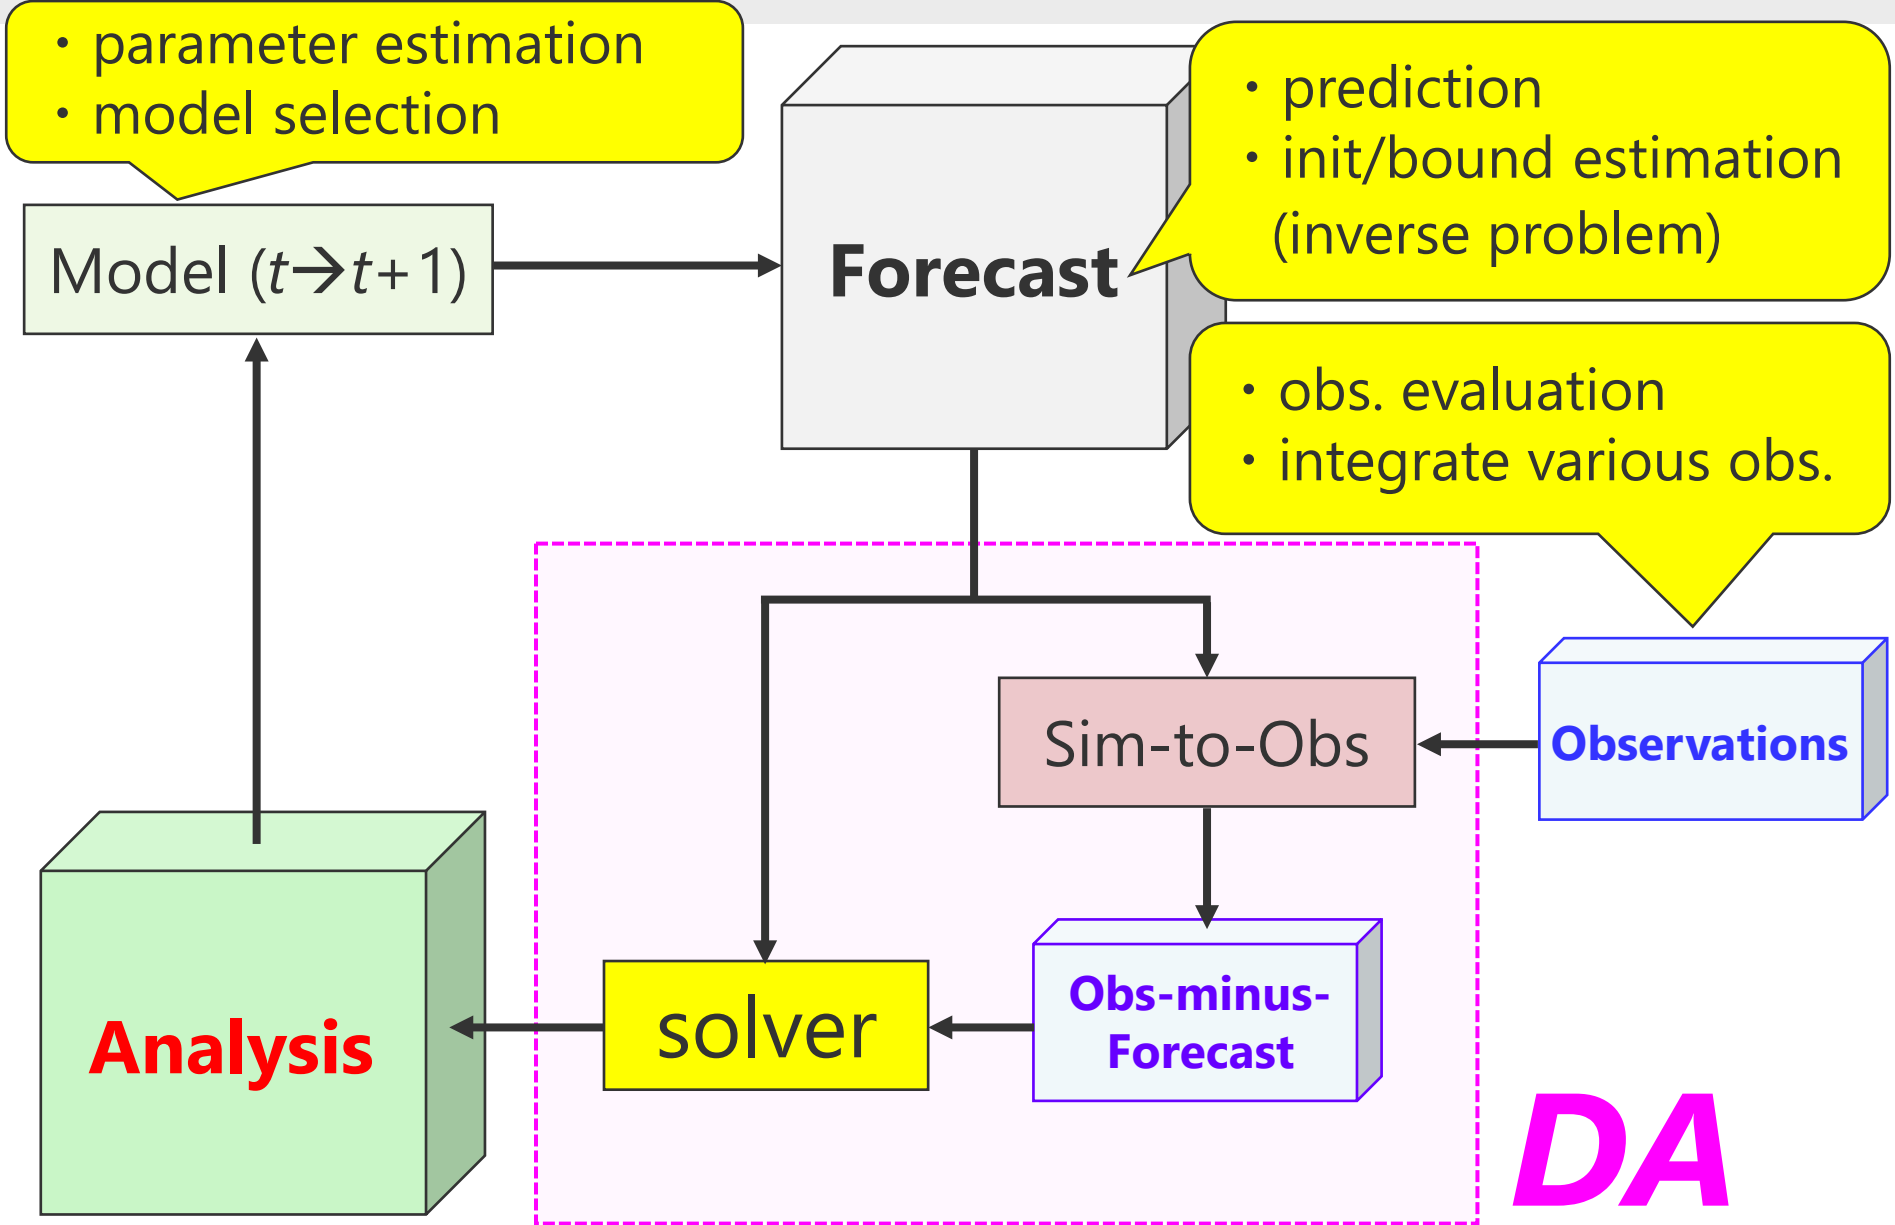 ・parameter estimation
・model selection
・prediction
・init/bound estimation
(inverse problem)
Model (t→t+1)
Forecast
・obs. evaluation
・integrate various obs.
Sim-to-Obs
Observations
Analysis
solver
Obs-minus-
Forecast
DA